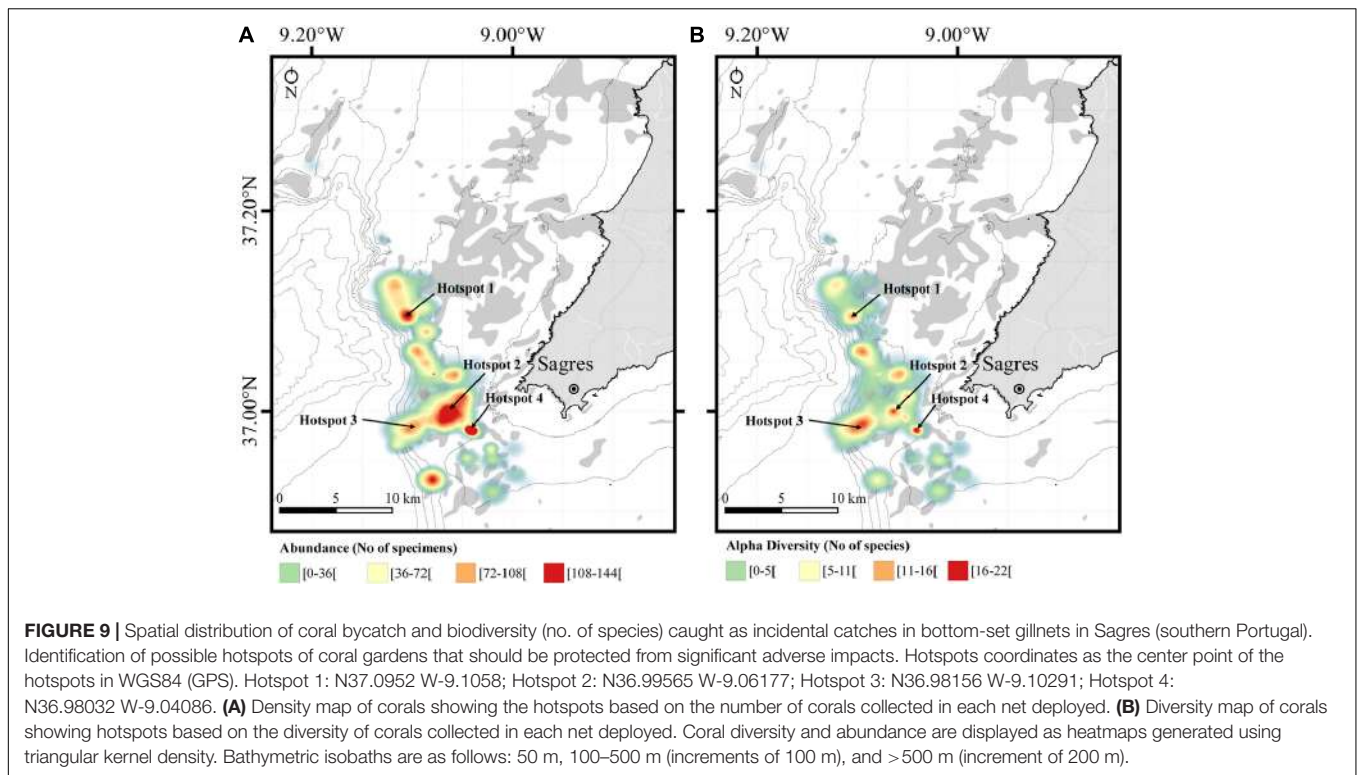 A 9.20°W 9.00°W B 9.20°W 9.00°W
N N
37.20°N
37.00°N
Hotspot 1
Hotspot 2
Sagres
Hotspot 4
Hotspot 3
0 5 10 km
Hotspot 1
Hotspot 2
Sagres
Hotspot 4
Hotspot 3
0 5 10 km
Abundance (No of specimens)
[0-36[ [36-72[ [72-108[ [108-144[
Alpha Diversity (No of species)
[0-5[ [5-11[ [11-16[ [16-22[
FIGURE 9 | Spatial distribution of coral bycatch and biodiversity (no. of species) caught as incidental catches in bottom-set gillnets in Sagres (southern Portugal).
Identification of possible hotspots of coral gardens that should be protected from significant adverse impacts. Hotspots coordinates as the center point of the
hotspots in WGS84 (GPS). Hotspot 1: N37.0952 W-9.1058; Hotspot 2: N36.99565 W-9.06177; Hotspot 3: N36.98156 W-9.10291; Hotspot 4:
N36.98032 W-9.04086. (A) Density map of corals showing the hotspots based on the number of corals collected in each net deployed. (B) Diversity map of corals
showing hotspots based on the diversity of corals collected in each net deployed. Coral diversity and abundance are displayed as heatmaps generated using
triangular kernel density. Bathymetric isobaths are as follows: 50 m, 100–500 m (increments of 100 m), and >500 m (increment of 200 m).